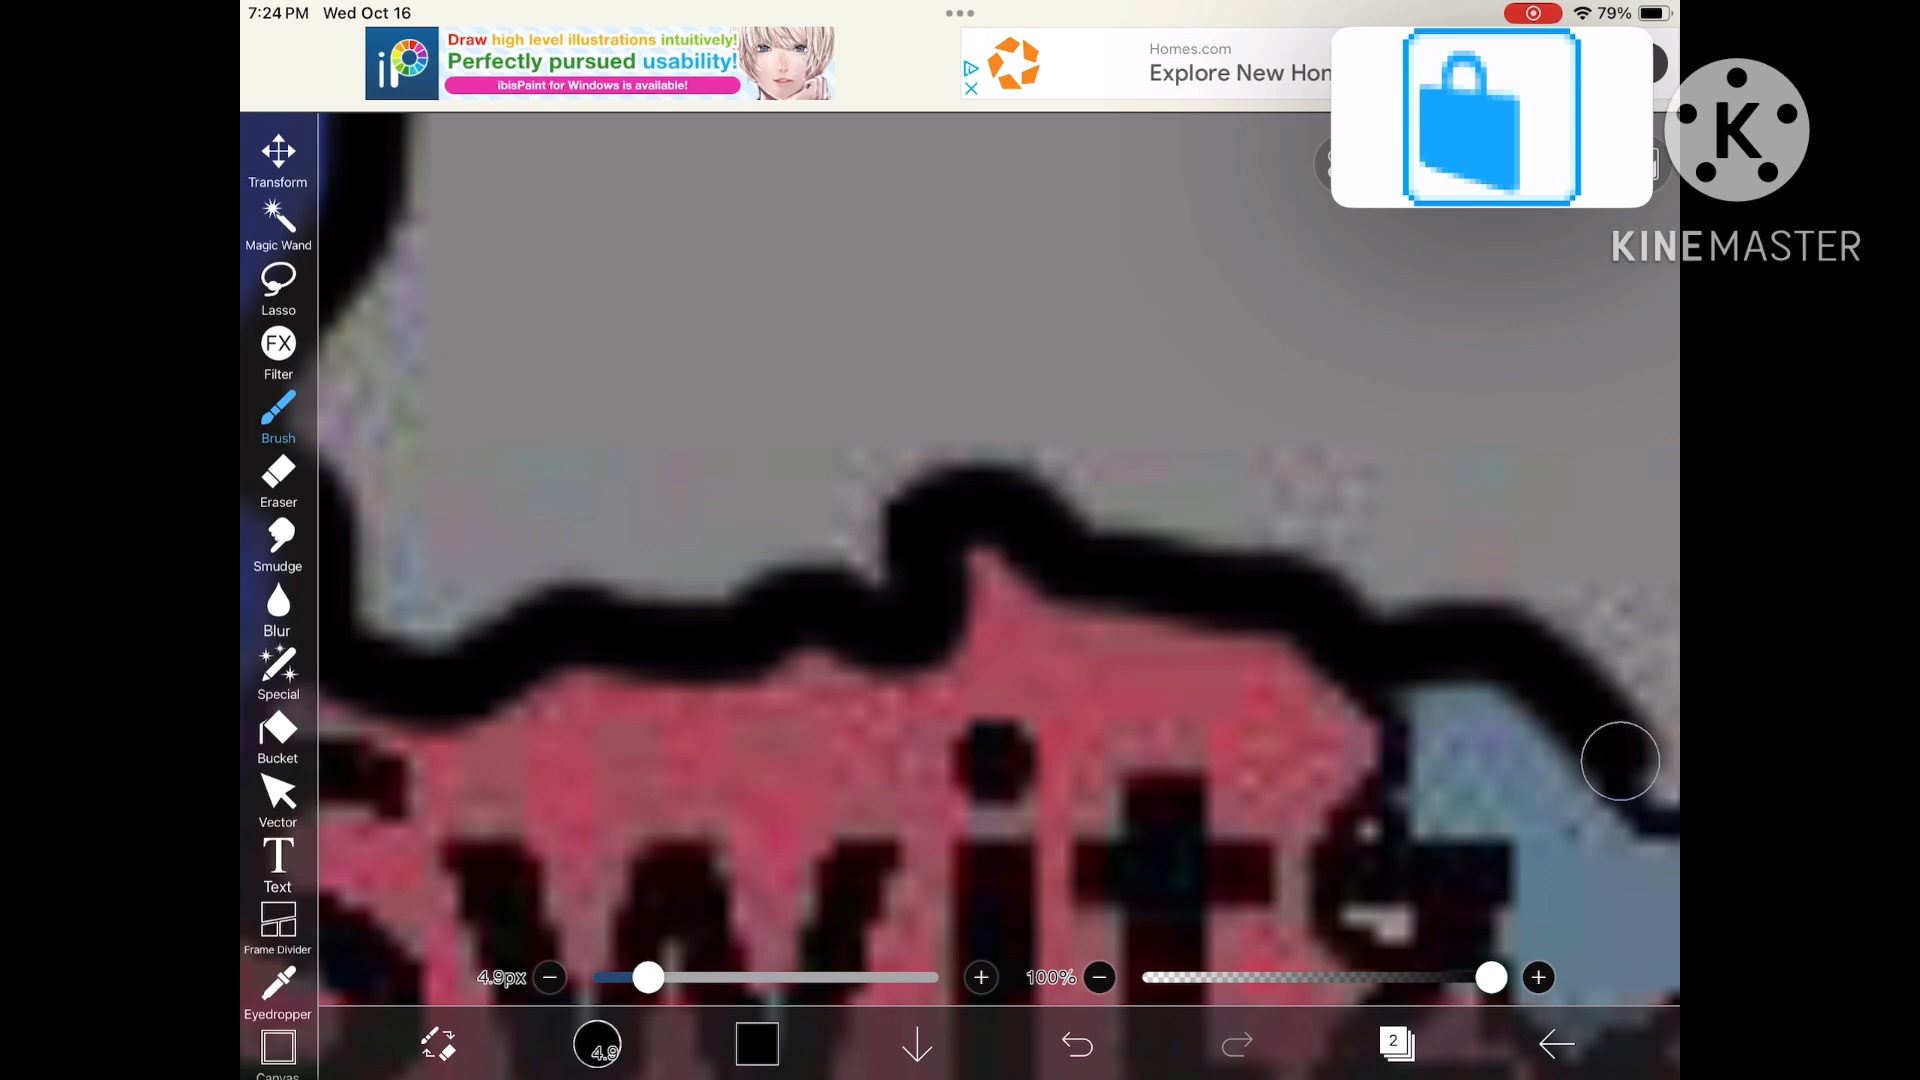 7:24 PM Wed Oct 16
79%
iP
Draw high level illustrations intuitively!
Perfectly pursued usability!
ibisPaint for Windows is available!
Homes.com
Explore New Hon
K
KINEMASTER
Transform
Magic Wand
Lasso
FX
Filter
Brush
Eraser
Smudge
Blur
Special
Bucket
Vector
T
Text
Frame Divider
Eyedropper
Canvas
wit
4.9px
100%
4.9
2